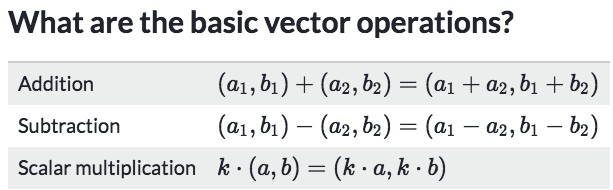 What are the basic vector operations?
Addition (a₁, b₁) + (a₂, b₂) = (a₁ + a₂, b₁ + b₂)
Subtraction (a₁, b₁) − (a₂, b₂) = (a₁ − a₂, b₁ − b₂)
Scalar multiplication k · (a, b) = (k · a, k · b)